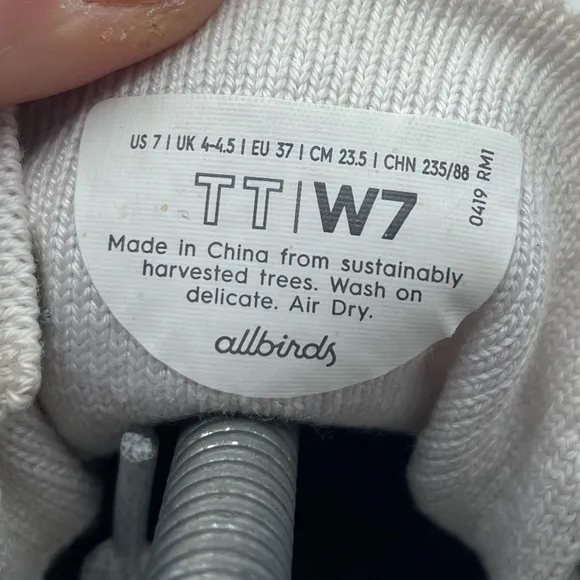 US 7 | UK 4-4.5 | EU 37 | CM 23.5 | CHN 235/88
0419 RM1
TT|W7
Made in China from sustainably
harvested trees. Wash on
delicate. Air Dry.
allbirds